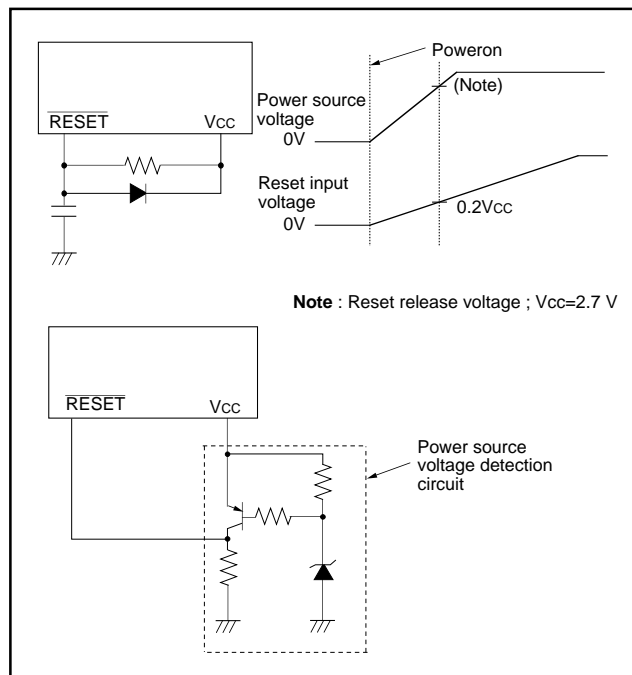 Poweron
(Note)
Power source
voltage
0V
RESET
VCC
Reset input
voltage
0V
0.2VCC
Note : Reset release voltage ; Vcc=2.7 V
RESET
VCC
Power source
voltage detection
circuit